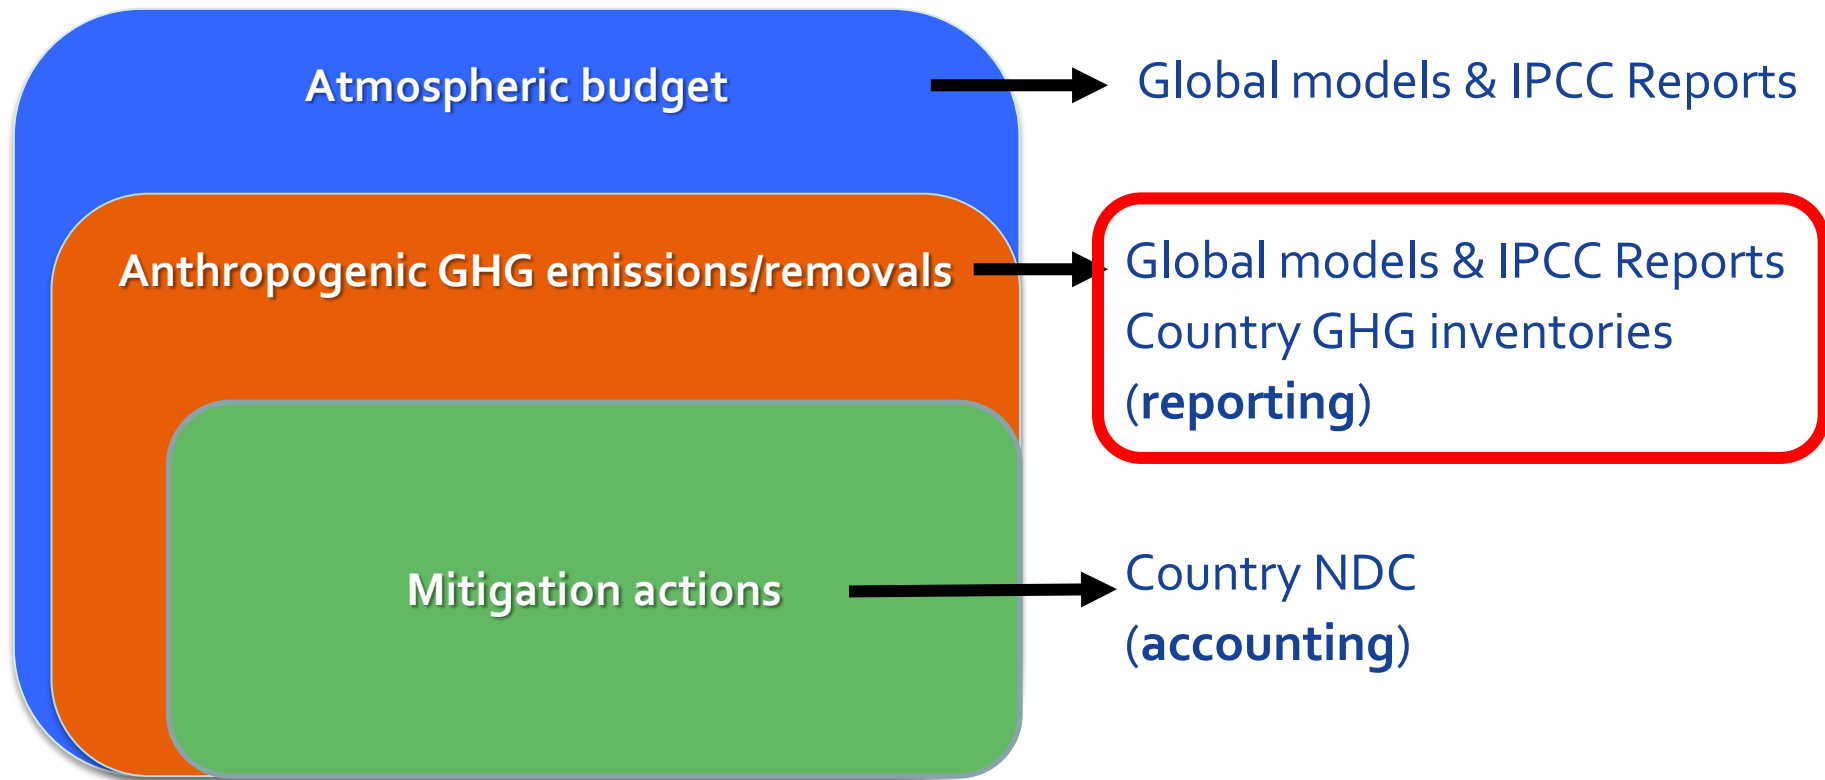 Atmospheric budget
Global models & IPCC Reports
Anthropogenic GHG emissions/removals
Global models & IPCC Reports
Country GHG inventories
(reporting)
Mitigation actions
Country NDC
(accounting)